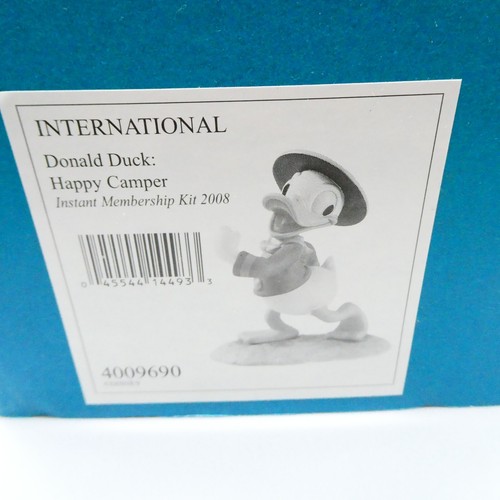 INTERNATIONAL
Donald Duck:
Happy Camper
Instant Membership Kit 2008
0 45544 14493 3
4009690